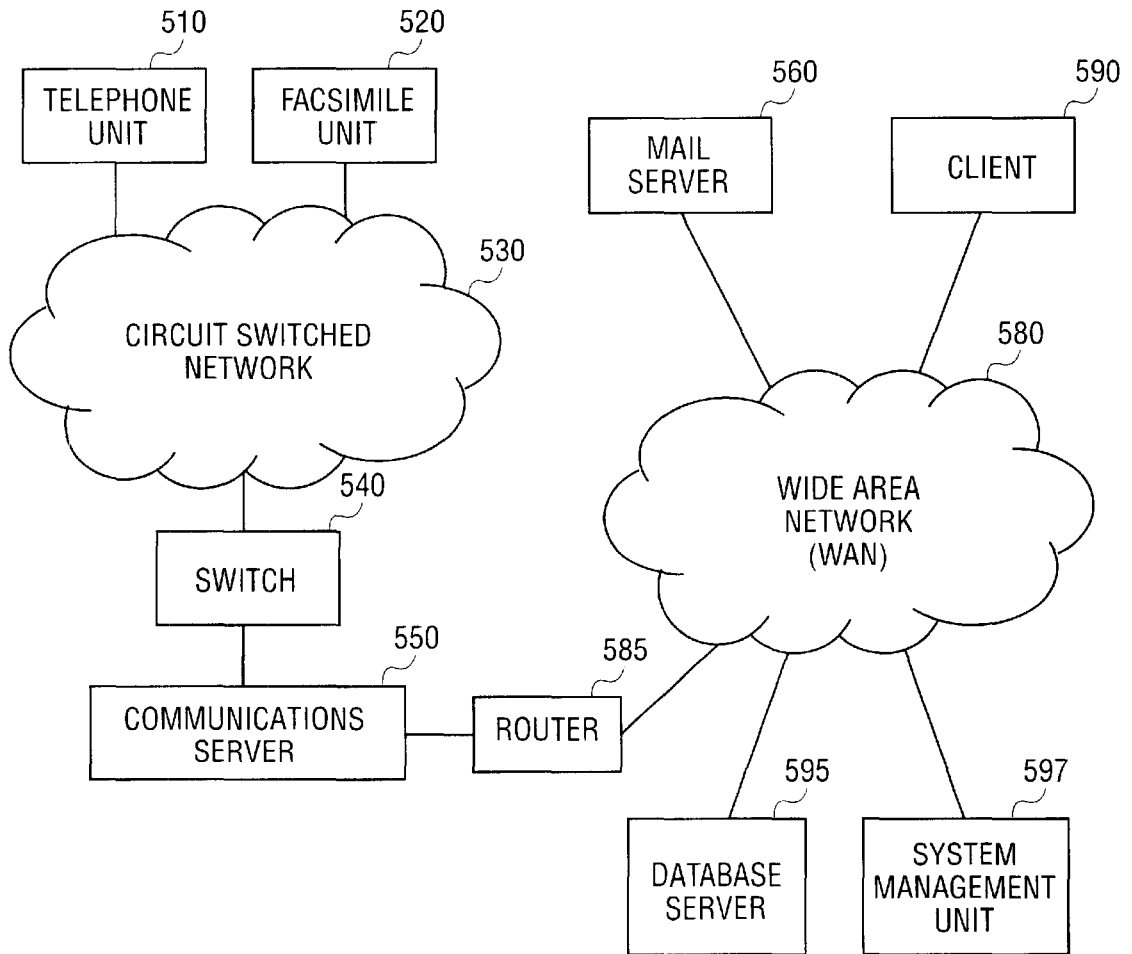 510
TELEPHONE
UNIT
520
FACSIMILE
UNIT
560
MAIL
SERVER
590
CLIENT
530
CIRCUIT SWITCHED
NETWORK
580
WIDE AREA
NETWORK
(WAN)
540
SWITCH
550
COMMUNICATIONS
SERVER
585
ROUTER
595
DATABASE
SERVER
597
SYSTEM
MANAGEMENT
UNIT